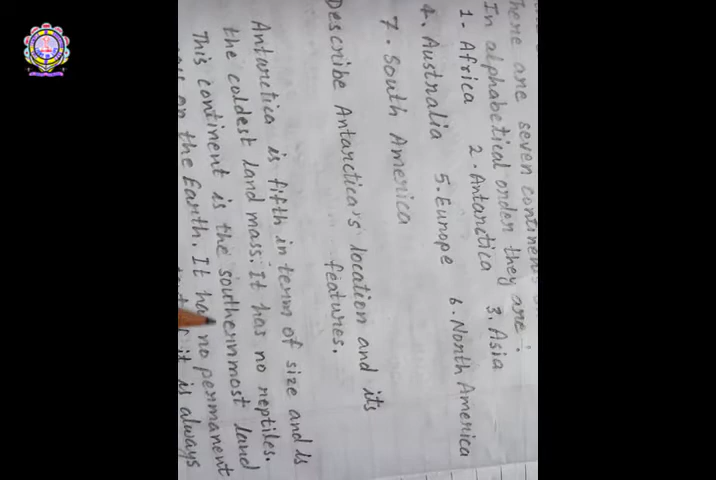 There are seven continents
In alphabetical order they are:
1. Africa 2. Antarctica 3. Asia
4. Australia 5. Europe 6. North America
7. South America
Describe Antarctica's location and its
features.
Antarctica is fifth in term of size and is
the coldest land mass. It has no reptiles.
This continent is the southernmost land
on the Earth. It has no permanent
it is always